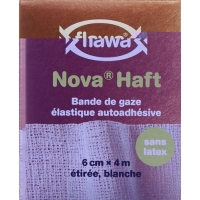 flawa
Nova® Haft
Bande de gaze
élastique autoadhésive
sans
latex
6 cm × 4 m
étirée, blanche